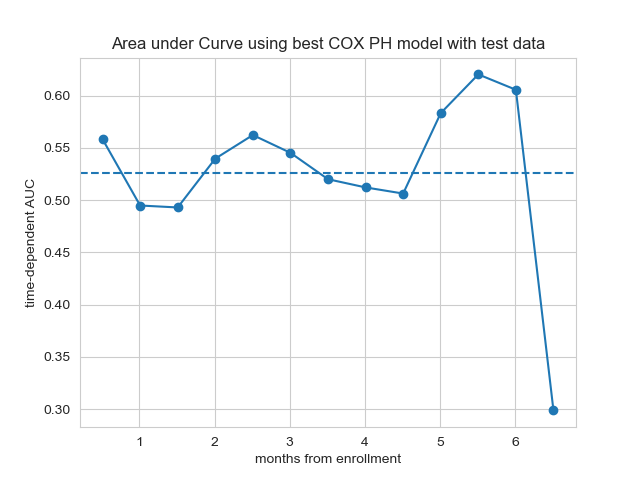 Area under Curve using best COX PH model with test data
time-dependent AUC
0.60
0.55
0.50
0.45
0.40
0.35
0.30
1 2 3 4 5 6
months from enrollment